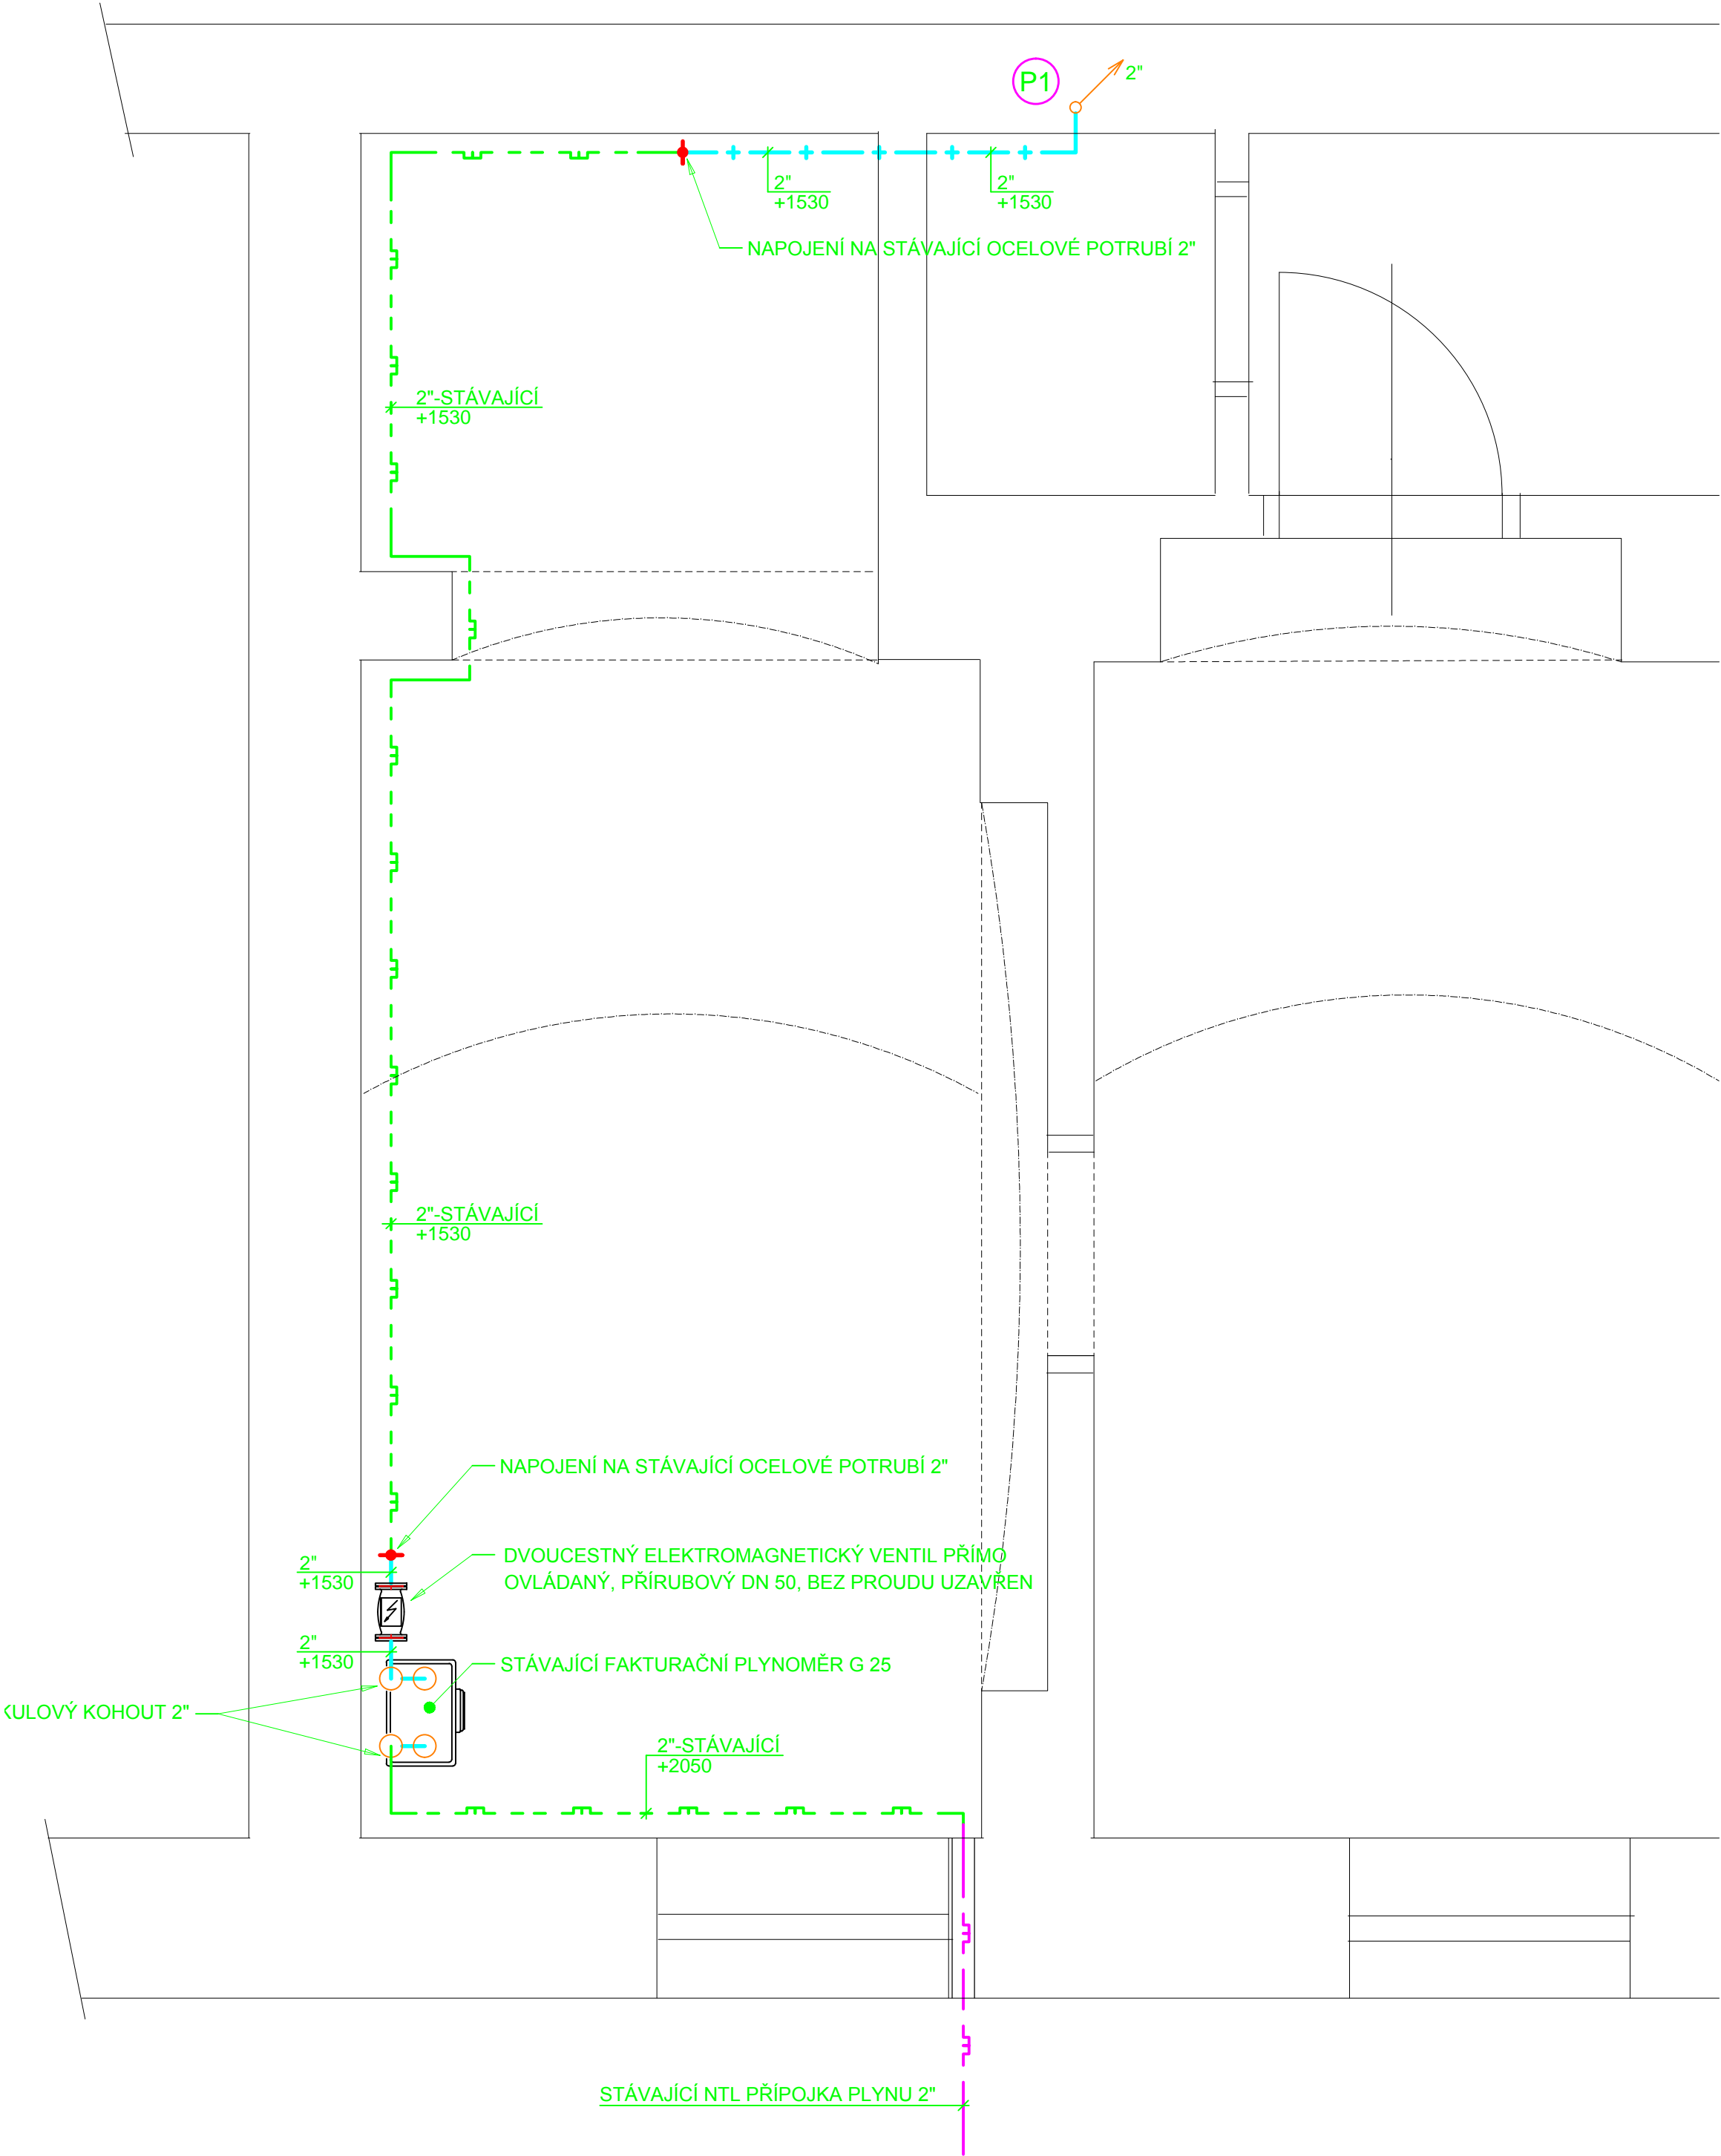 P1
2"
2"
+1530
2"
+1530
NAPOJENÍ NA STÁVAJÍCÍ OCELOVÉ POTRUBÍ 2"
2"-STÁVAJÍCÍ
+1530
2"-STÁVAJÍCÍ
+1530
NAPOJENÍ NA STÁVAJÍCÍ OCELOVÉ POTRUBÍ 2"
2"
+1530
DVOUCESTNÝ ELEKTROMAGNETICKÝ VENTIL PŘÍMO
OVLÁDANÝ, PŘÍRUBOVÝ DN 50, BEZ PROUDU UZAVŘEN
2"
+1530
STÁVAJÍCÍ FAKTURAČNÍ PLYNOMĚR G 25
KULOVÝ KOHOUT 2"
2"-STÁVAJÍCÍ
+2050
STÁVAJÍCÍ NTL PŘÍPOJKA PLYNU 2"